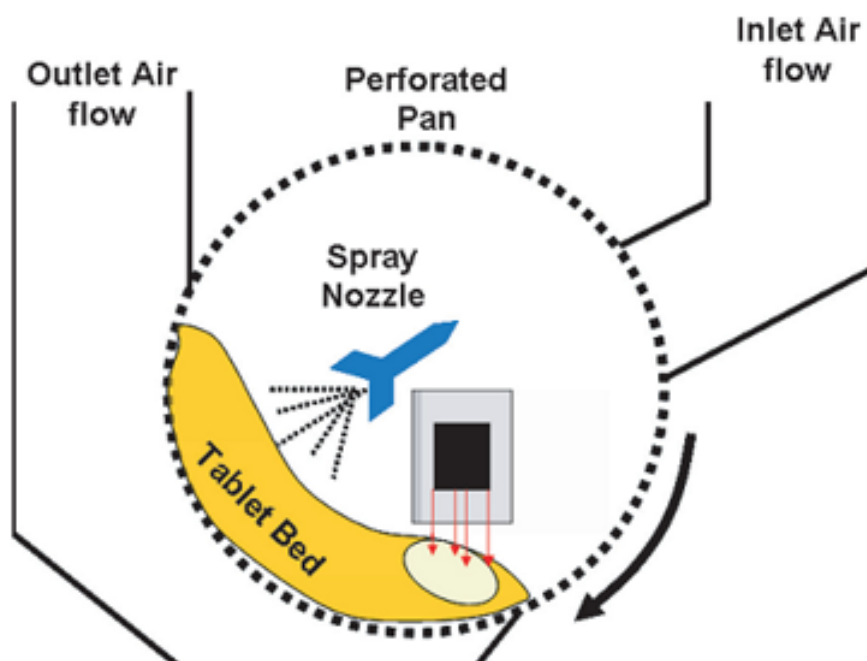 Outlet Air
flow
Perforated
Pan
Inlet Air
flow
Spray
Nozzle
Tablet Bed